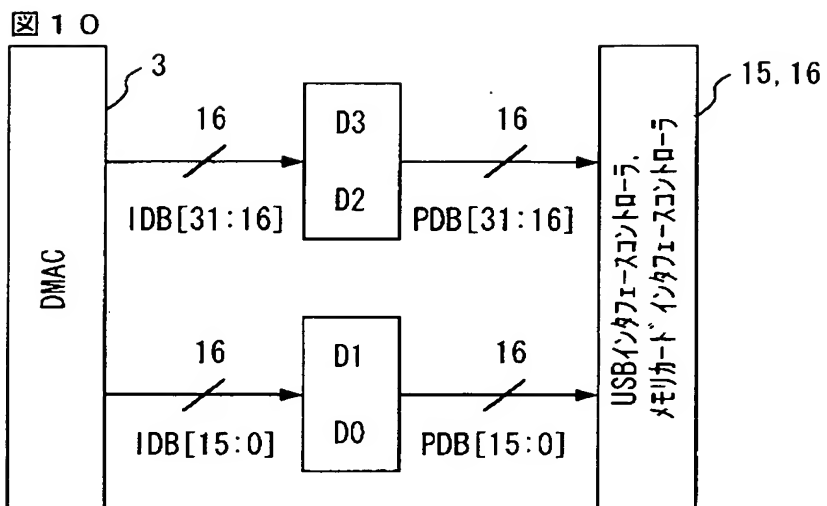 図10
3
15, 16
DMAC
16
IDB[31:16]
D3
D2
16
PDB[31:16]
16
IDB[15:0]
D1
D0
16
PDB[15:0]
USBインタフェースコントローラ,
メモリカードインタフェースコントローラ